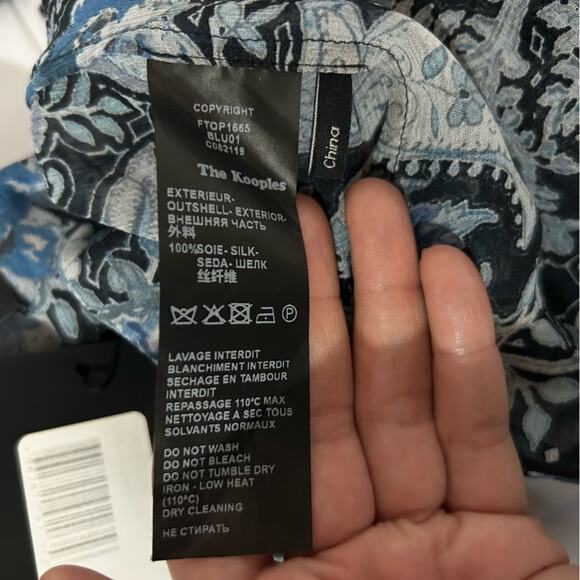 COPYRIGHT
FTOP1665
BLU01
C082119
The Kooples
EXTERIEUR-
OUTSHELL- EXTERIOR-
ВНЕШНЯЯ ЧАСТЬ
外料
100%SOIE- SILK-
SEDA- ШЕЛК
丝纤维
P
LAVAGE INTERDIT
BLANCHIMENT INTERDIT
SECHAGE EN TAMBOUR
INTERDIT
REPASSAGE 110°C MAX
NETTOYAGE A SEC TOUS
SOLVANTS NORMAUX
DO NOT WASH
DO NOT BLEACH
DO NOT TUMBLE DRY
IRON - LOW HEAT
(110°C)
DRY CLEANING
НЕ СТИРАТЬ
China